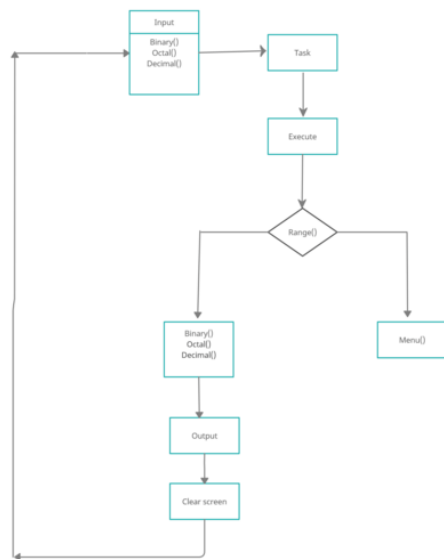 Input
Binary()
Octal()
Decimal()
Task
Execute
Range()
Binary()
Octal()
Decimal()
Menu()
Output
Clear screen